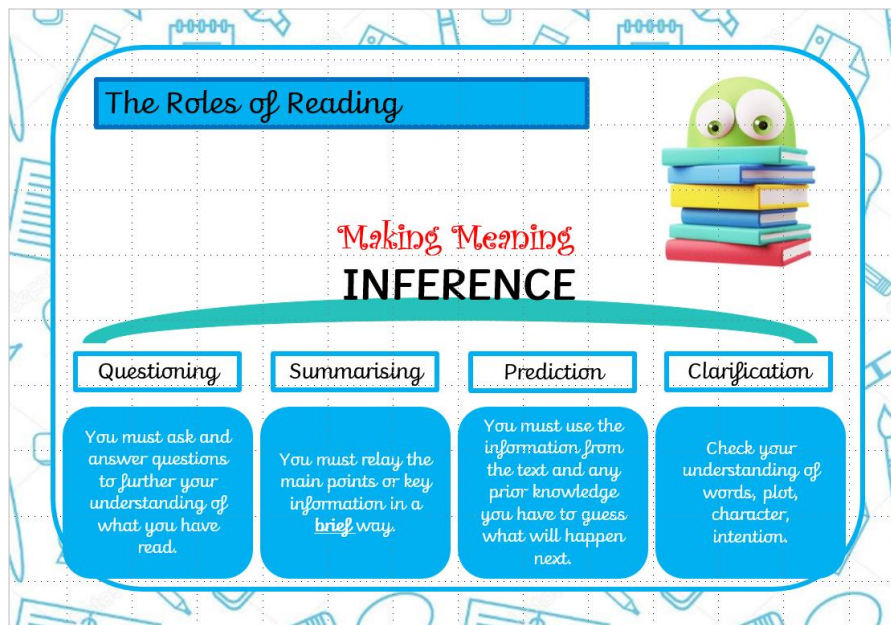 The Roles of Reading
Making Meaning
INFERENCE
Questioning
You must ask and
answer questions
to further your
understanding of
what you have
read.
Summarising
You must relay the
main points or key
information in a
brief way.
Prediction
You must use the
information from
the text and any
prior knowledge
you have to guess
what will happen
next.
Clarification
Check your
understanding of
words, plot,
character,
intention.